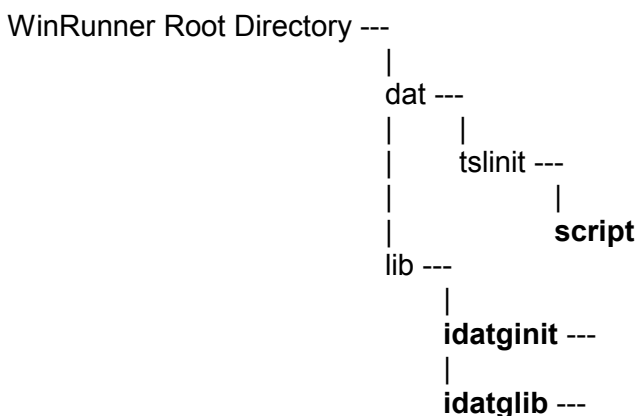 WinRunner Root Directory ---
|
dat ---
| |
| tslinit ---
| |
| script
lib ---
|
idatginit ---
|
idatglib ---